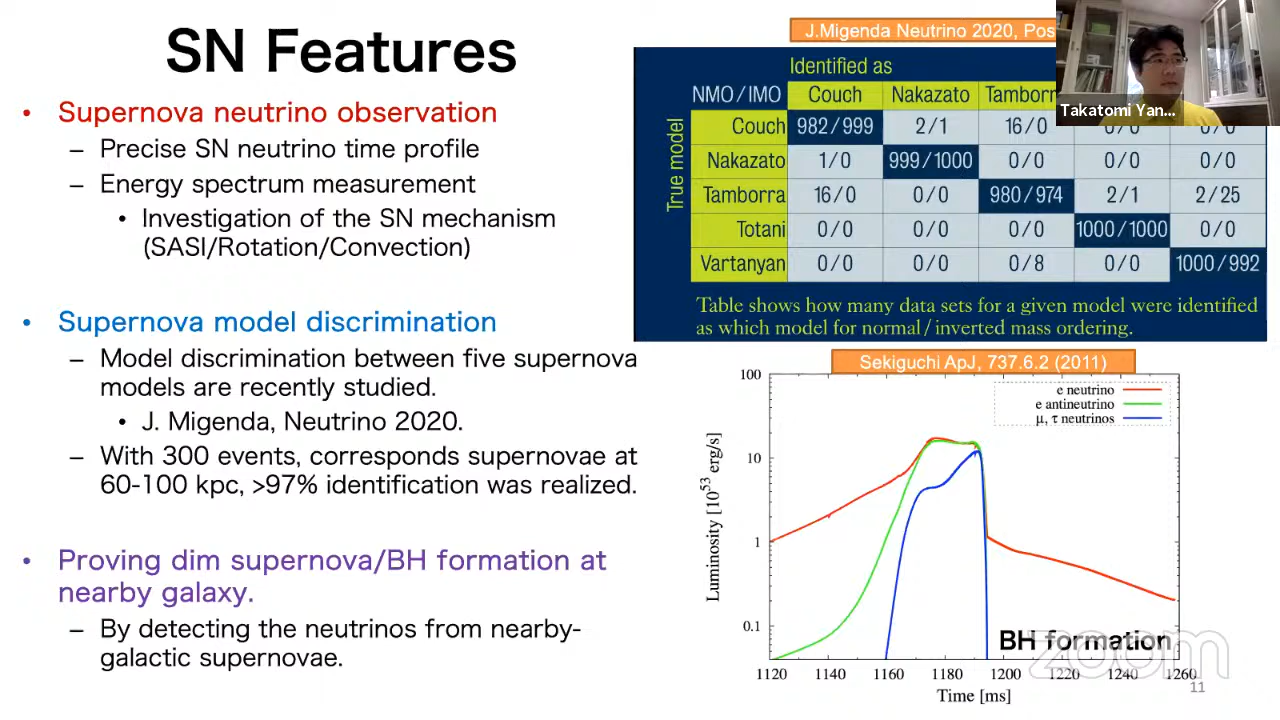 SN Features
• Supernova neutrino observation
– Precise SN neutrino time profile
– Energy spectrum measurement
• Investigation of the SN mechanism
(SASI/Rotation/Convection)
• Supernova model discrimination
– Model discrimination between five supernova
models are recently studied.
• J. Migenda, Neutrino 2020.
– With 300 events, corresponds supernovae at
60-100 kpc, >97% identification was realized.
• Proving dim supernova/BH formation at
nearby galaxy.
– By detecting the neutrinos from nearby-
galactic supernovae.
J.Migenda Neutrino 2020, Pos
Takatomi Yan...
Identified as
NMO/IMO Couch Nakazato Tamborr
True model
Couch 982/999 2/1 16/0 0/0 0/0
Nakazato 1/0 999/1000 0/0 0/0 0/0
Tamborra 16/0 0/0 980/974 2/1 2/25
Totani 0/0 0/0 0/0 1000/1000 0/0
Vartanyan 0/0 0/0 0/8 0/0 1000/992
Table shows how many data sets for a given model were identified
as which model for normal/inverted mass ordering.
Sekiguchi ApJ, 737.6.2 (2011)
100
10
1
0.1
Luminosity [10^53 erg/s]
e neutrino
e antineutrino
μ, τ neutrinos
BH formation
zoom
1120 1140 1160 1180 1200 1220 1240 1260
Time [ms]
11